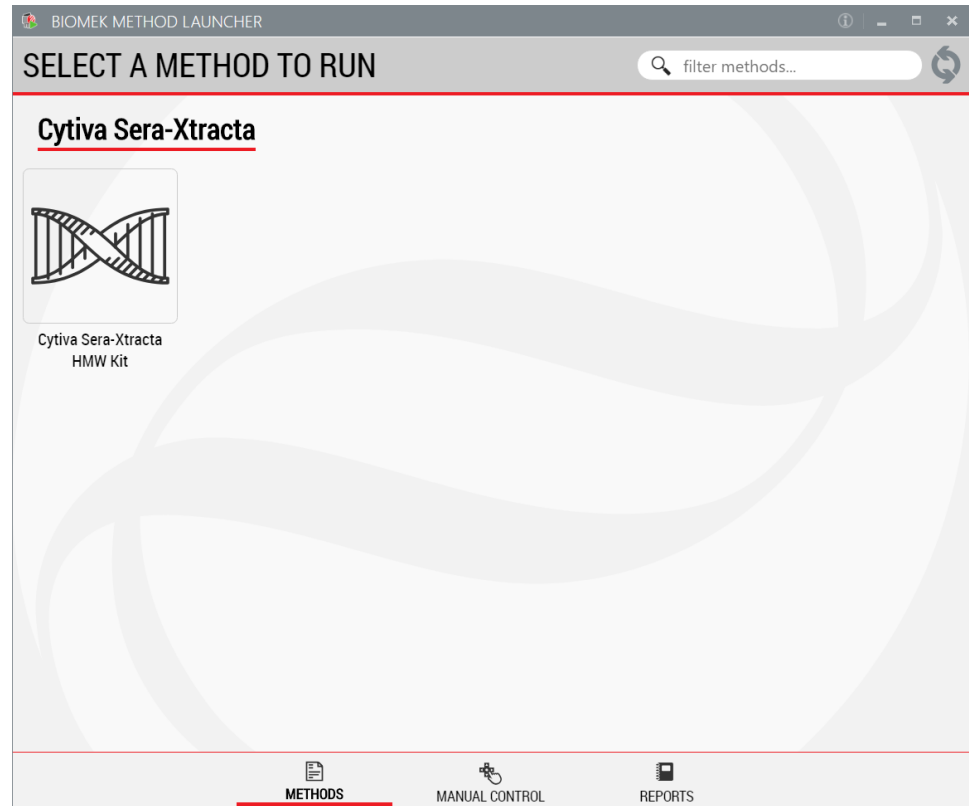 BIOMEK METHOD LAUNCHER
SELECT A METHOD TO RUN
filter methods...
Cytiva Sera-Xtracta
Cytiva Sera-Xtracta
HMW Kit
METHODS
MANUAL CONTROL
REPORTS